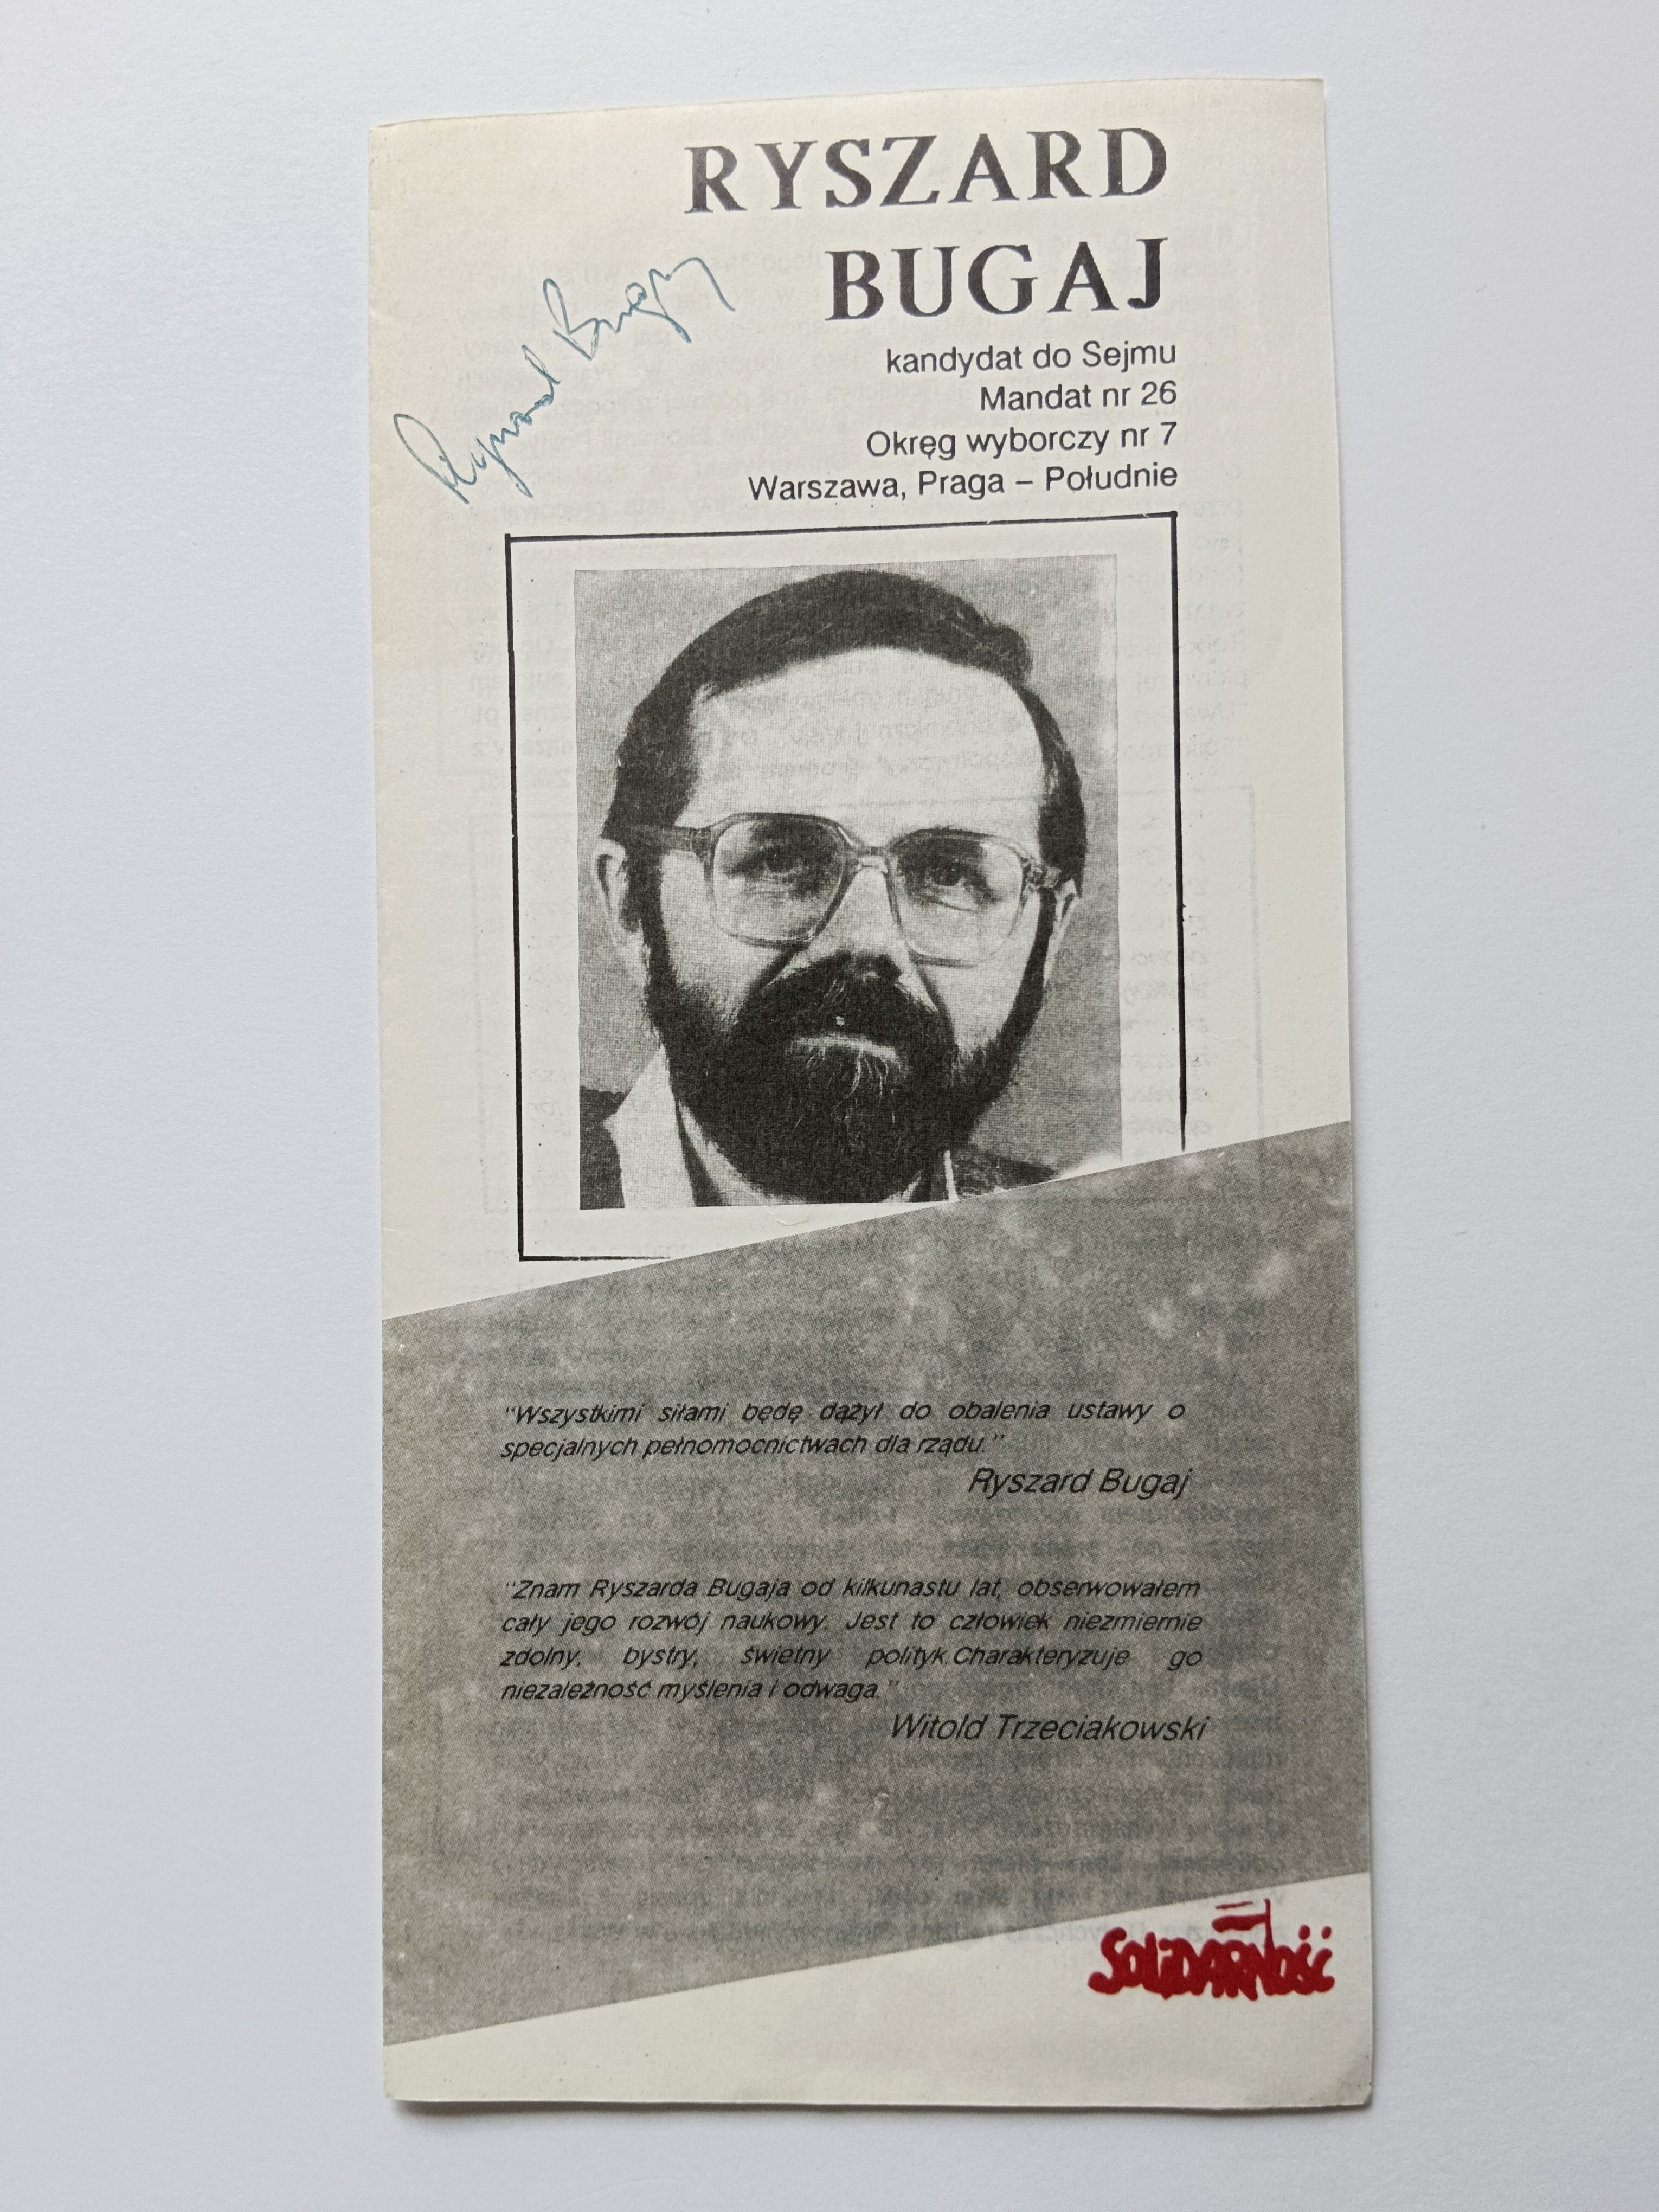 RYSZARD
BUGAJ
Ryszard Bugaj
kandydat do Sejmu
Mandat nr 26
Okręg wyborczy nr 7
Warszawa, Praga – Południe
"Wszystkimi siłami będę dążył do obalenia ustawy o
specjalnych pełnomocnictwach dla rządu."
Ryszard Bugaj
"Znam Ryszarda Bugaja od kilkunastu lat, obserwowałem
cały jego rozwój naukowy. Jest to człowiek niezmiernie
zdolny, bystry, świetny polityk.Charakteryzuje go
niezależność myślenia i odwaga."
Witold Trzeciakowski
SOLIDARNOŚĆ